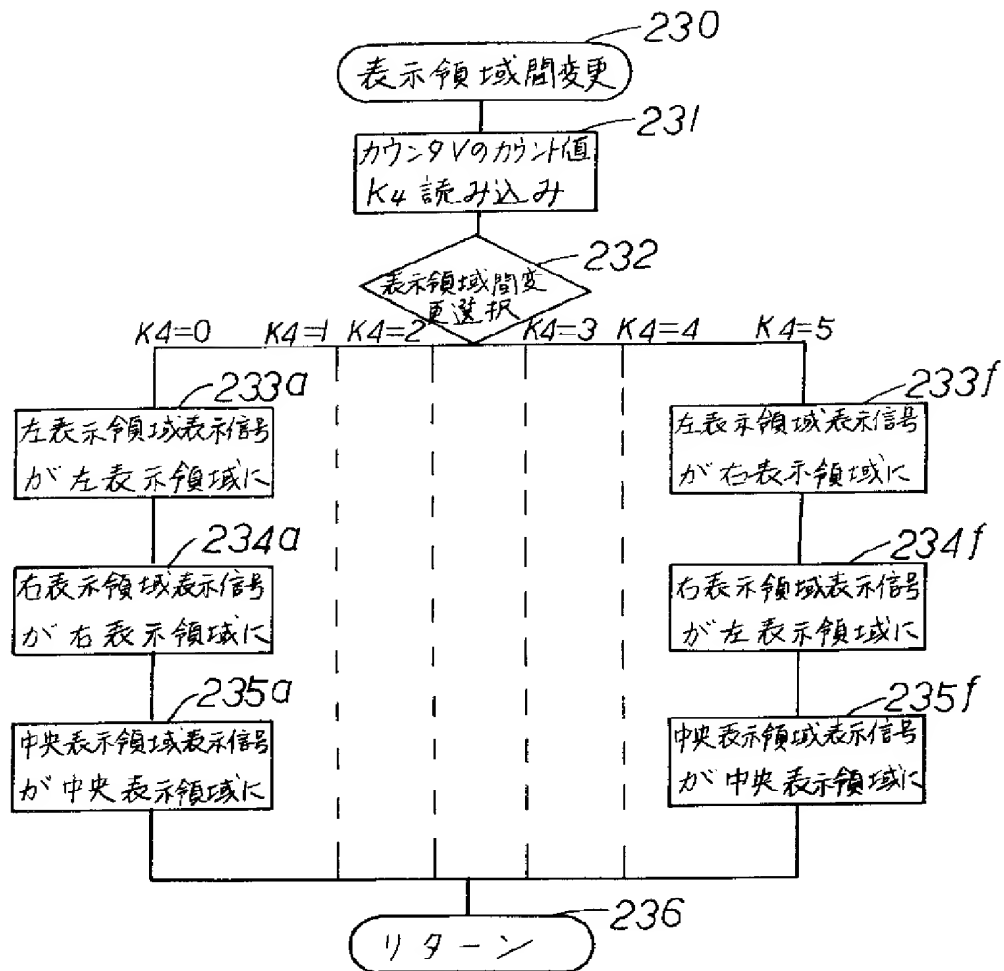 230
表示領域間変更
231
カウンタVのカウント値
K4 読み込み
232
表示領域間変
更選択
K4=0 K4=1 K4=2 K4=3 K4=4 K4=5
233a
左表示領域表示信号
が左表示領域に
233f
左表示領域表示信号
が右表示領域に
234a
右表示領域表示信号
が右表示領域に
234f
右表示領域表示信号
が左表示領域に
235a
中央表示領域表示信号
が中央表示領域に
235f
中央表示領域表示信号
が中央表示領域に
236
リターン